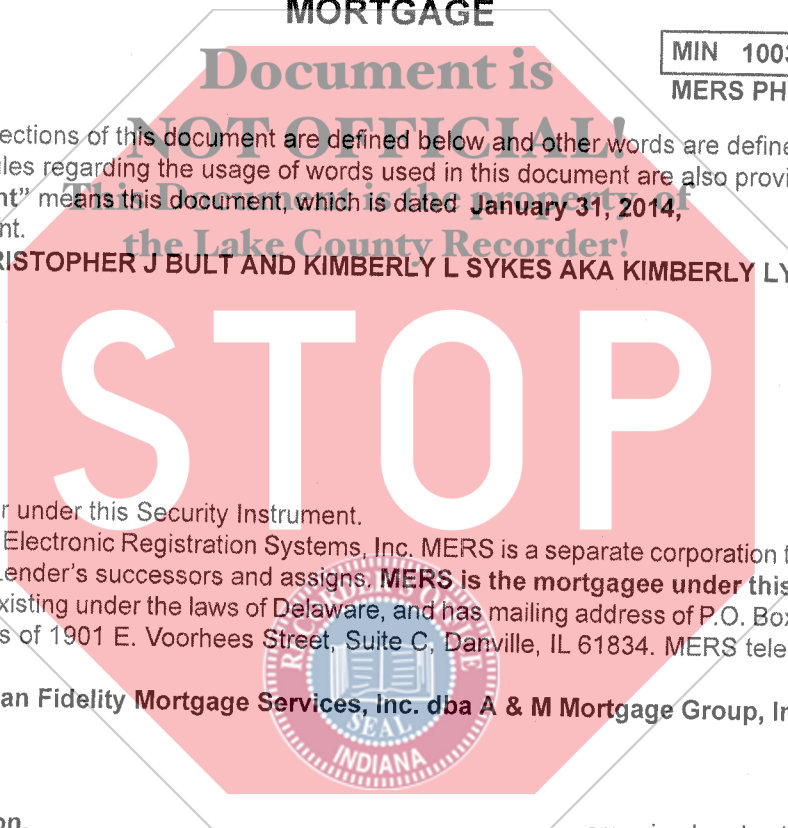 MORTGAGE
Document is
MIN 1003
MERS PH
NOT OFFICIAL!
ections of this document are defined below and other words are define
les regarding the usage of words used in this document are also provi
This Document is the property of
nt" means this document, which is dated January 31, 2014,
nt.
the Lake County Recorder!
RISTOPHER J BULT AND KIMBERLY L SYKES AKA KIMBERLY LY
STOP
r under this Security Instrument.
Electronic Registration Systems, Inc. MERS is a separate corporation
Lender's successors and assigns. MERS is the mortgagee under this
xisting under the laws of Delaware, and has mailing address of P.O. Box
s of 1901 E. Voorhees Street, Suite C, Danville, IL 61834. MERS tele
an Fidelity Mortgage Services, Inc. dba A & M Mortgage Group, In
SEAL
INDIANA
on.